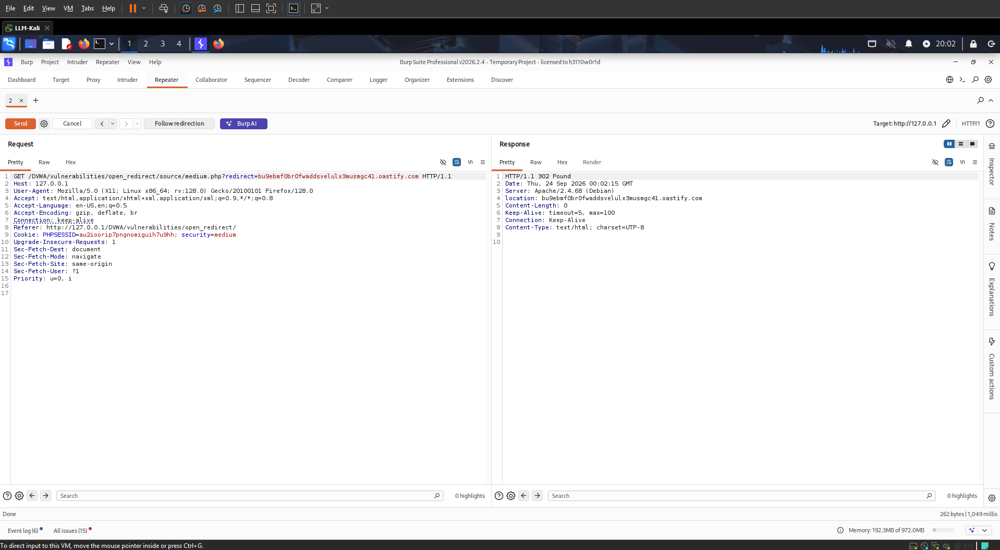 File Edit View VM Tabs Help
LLM-Kali
1 2 3 4 20:02
Burp Project Intruder Repeater View Help Burp Suite Professional v2026.2.4 - Temporary Project - licensed to h3110w0r1d
Dashboard Target Proxy Intruder Repeater Collaborator Sequencer Decoder Comparer Logger Organizer Extensions Discover
2
Send Cancel Follow redirection Burp AI Target: http://127.0.0.1 HTTP/1
Request
Pretty Raw Hex \n
1 GET /DVWA/vulnerabilities/open_redirect/source/medium.php?redirect=bu9ebmf0br0fwaddsvelulx3musmgc41.oastify.com HTTP/1.1
2 Host: 127.0.0.1
3 User-Agent: Mozilla/5.0 (X11; Linux x86_64; rv:128.0) Gecko/20100101 Firefox/128.0
4 Accept: text/html,application/xhtml+xml,application/xml;q=0.9,*/*;q=0.8
5 Accept-Language: en-US,en;q=0.5
6 Accept-Encoding: gzip, deflate, br
7 Connection: keep-alive
8 Referer: http://127.0.0.1/DVWA/vulnerabilities/open_redirect/
9 Cookie: PHPSESSID=au2ioorip7pngnomiguih7u9hh; security=medium
10 Upgrade-Insecure-Requests: 1
11 Sec-Fetch-Dest: document
12 Sec-Fetch-Mode: navigate
13 Sec-Fetch-Site: same-origin
14 Sec-Fetch-User: ?1
15 Priority: u=0, i
16
17
Search 0 highlights
Response
Pretty Raw Hex Render \n
1 HTTP/1.1 302 Found
2 Date: Thu, 24 Sep 2026 00:02:15 GMT
3 Server: Apache/2.4.68 (Debian)
4 location: bu9ebmf0br0fwaddsvelulx3musmgc41.oastify.com
5 Content-Length: 0
6 Keep-Alive: timeout=5, max=100
7 Connection: Keep-Alive
8 Content-Type: text/html; charset=UTF-8
9
10
Search 0 highlights
Inspector
Notes
Explanations
Custom actions
Done 262 bytes | 1,049 millis
Event log (6) All issues (15) Memory: 192.3MB of 972.0MB
To direct input to this VM, move the mouse pointer inside or press Ctrl+G.